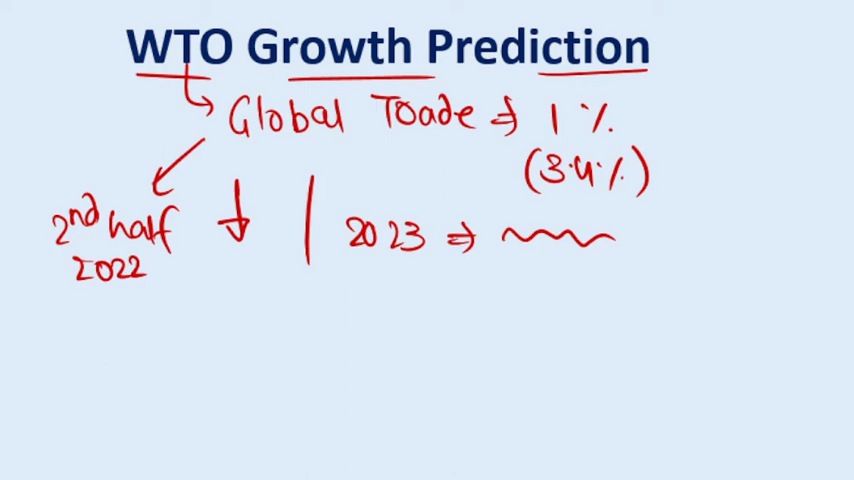 WTO Growth Prediction
Global Trade ⇒ 1%
(3.4%)
2nd half ↓ | 2023 ⇒
2022